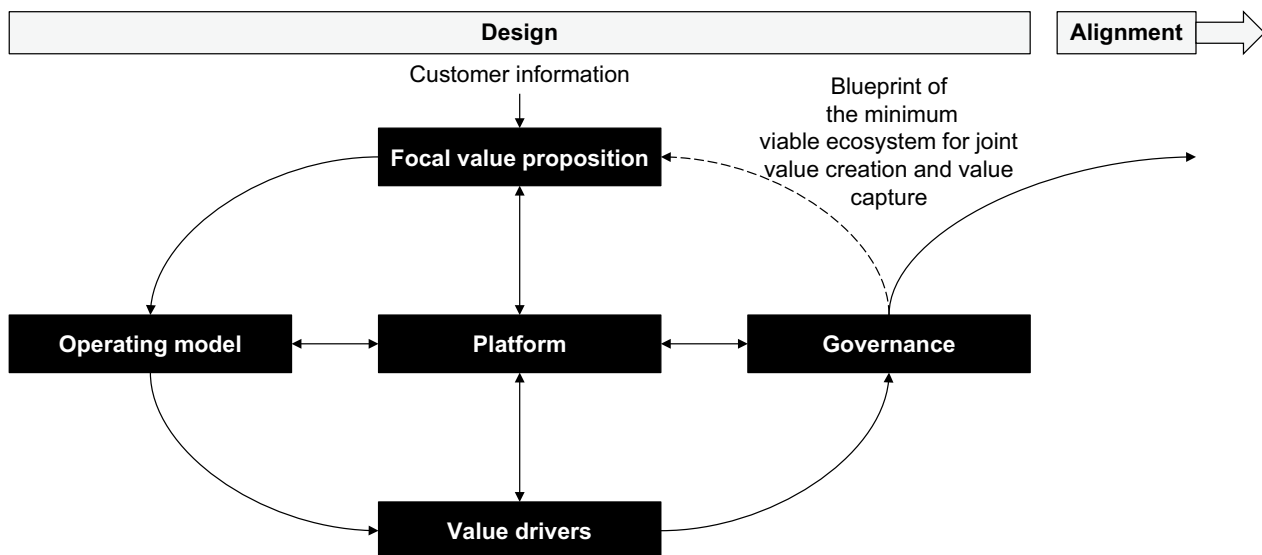 Design
Alignment
Customer information
Blueprint of
the minimum
viable ecosystem for joint
value creation and value
capture
Focal value proposition
Operating model
Platform
Governance
Value drivers